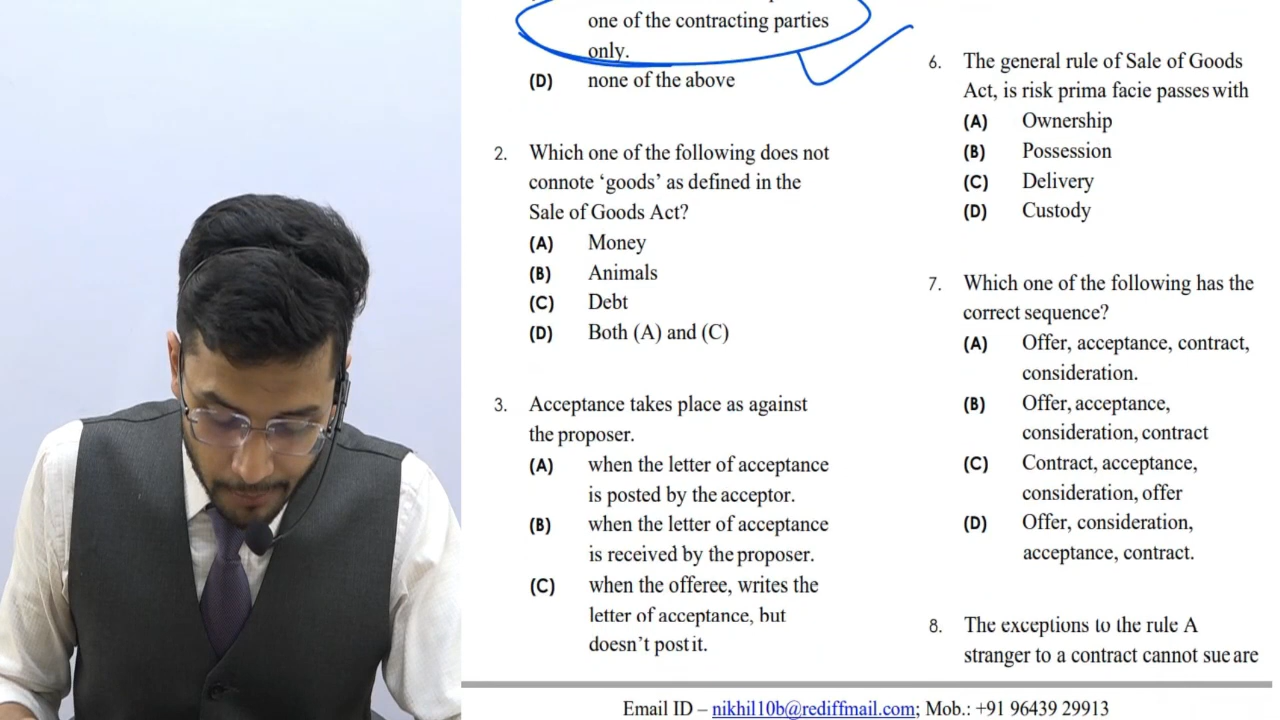 one of the contracting parties
only.
(D) none of the above
2. Which one of the following does not
connote ‘goods’ as defined in the
Sale of Goods Act?
(A) Money
(B) Animals
(C) Debt
(D) Both (A) and (C)
3. Acceptance takes place as against
the proposer.
(A) when the letter of acceptance
is posted by the acceptor.
(B) when the letter of acceptance
is received by the proposer.
(C) when the offeree, writes the
letter of acceptance, but
doesn’t post it.
6. The general rule of Sale of Goods
Act, is risk prima facie passes with
(A) Ownership
(B) Possession
(C) Delivery
(D) Custody
7. Which one of the following has the
correct sequence?
(A) Offer, acceptance, contract,
consideration.
(B) Offer, acceptance,
consideration, contract
(C) Contract, acceptance,
consideration, offer
(D) Offer, consideration,
acceptance, contract.
8. The exceptions to the rule A
stranger to a contract cannot sue are
Email ID – nikhil10b@rediffmail.com; Mob.: +91 96439 29913